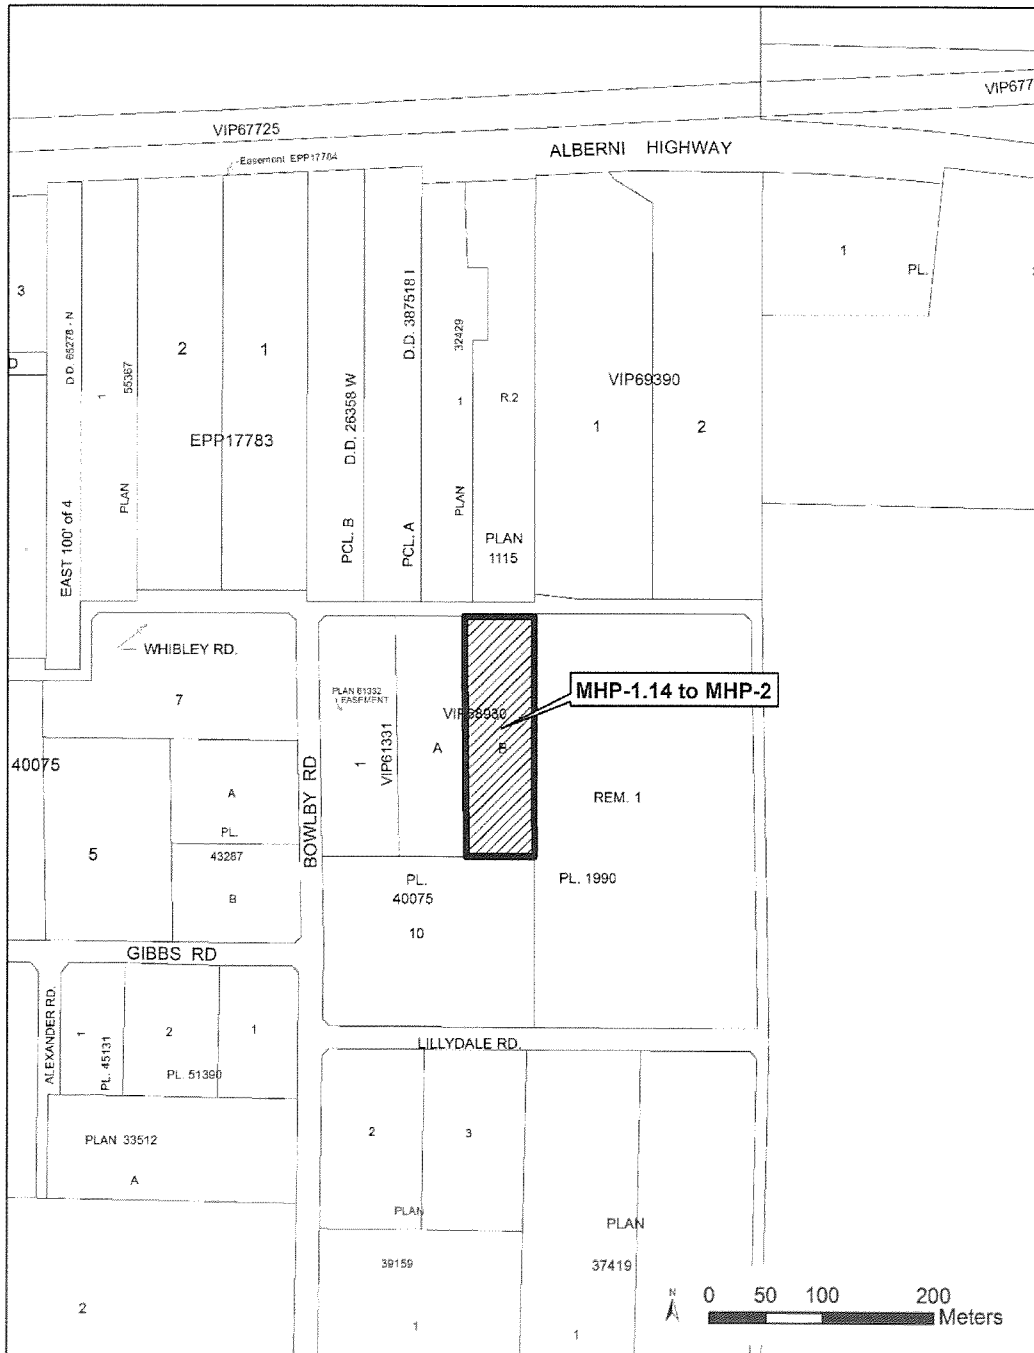 VIP677
VIP67725
ALBERNI HIGHWAY
Easement EPP17784
1
PL.
3
D
D.D. 65278 - N
EAST 100' of 4
1
55367
PLAN
2
1
EPP17783
D.D. 26358 W
PCL. B
D.D. 387518 I
PCL. A
32429
1
PLAN
R.2
PLAN
1115
VIP69390
1
2
WHIBLEY RD.
7
40075
5
A
PL.
43287
B
BOWLBY RD
PLAN 61332
EASEMENT
1
VIP61331
VIP68930
A
B
MHP-1.14 to MHP-2
REM. 1
PL. 1990
PL.
40075
10
GIBBS RD
ALEXANDER RD.
1
PL. 45131
2
1
PL. 51390
PLAN 33512
A
2
LILLYDALE RD.
2
3
PLAN
39159
1
PLAN
37419
1
N
0 50 100 200
Meters